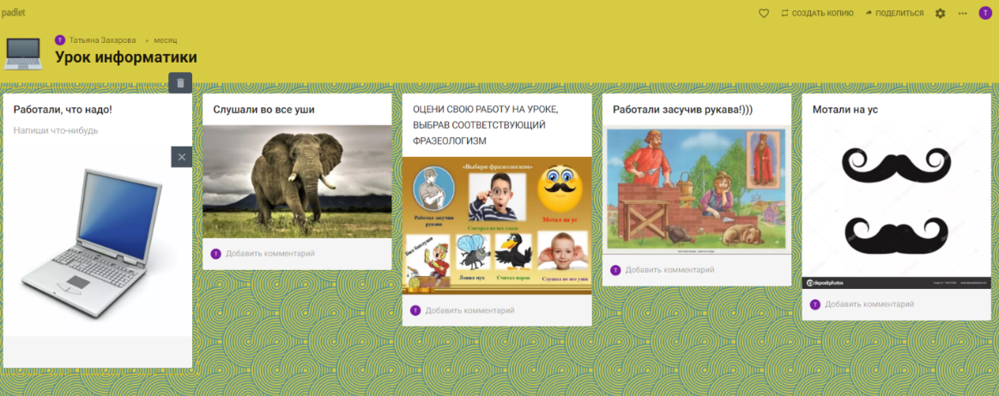 padlet
СОЗДАТЬ КОПИЮ
ПОДЕЛИТЬСЯ
T
T Татьяна Захарова • месяц
Урок информатики
Работали, что надо!
Напиши что-нибудь
Слушали во все уши
T Добавить комментарий
ОЦЕНИ СВОЮ РАБОТУ НА УРОКЕ,
ВЫБРАВ СООТВЕТСТВУЮЩИЙ
ФРАЗЕОЛОГИЗМ
«Выбери фразеологизм»
Работал засучив
рукава
Смотрел во все глаза
Мотал на ус
Бил баклуши
Ловил мух
Считал ворон
Слушал во все уши
T Добавить комментарий
Работали засучив рукава!)))
T Добавить комментарий
Мотали на ус
depositphotos
T Добавить комментарий